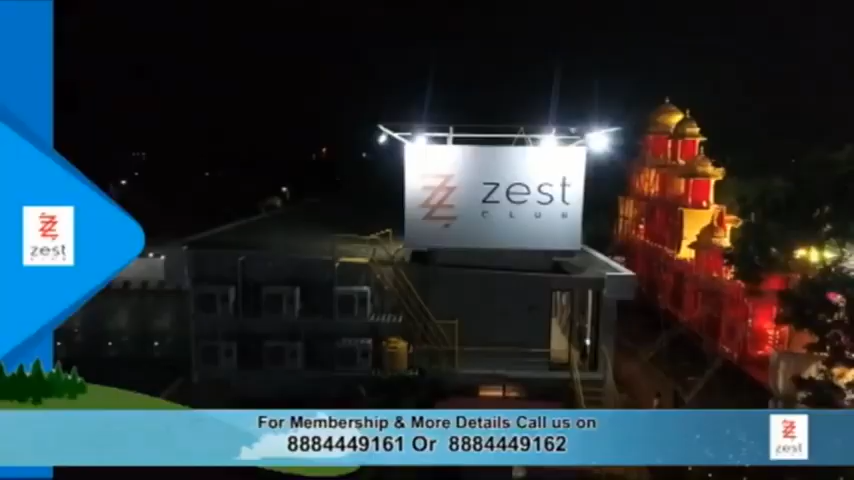 zest
CLUB
zest
For Membership & More Details Call us on
8884449161 Or 8884449162
zest